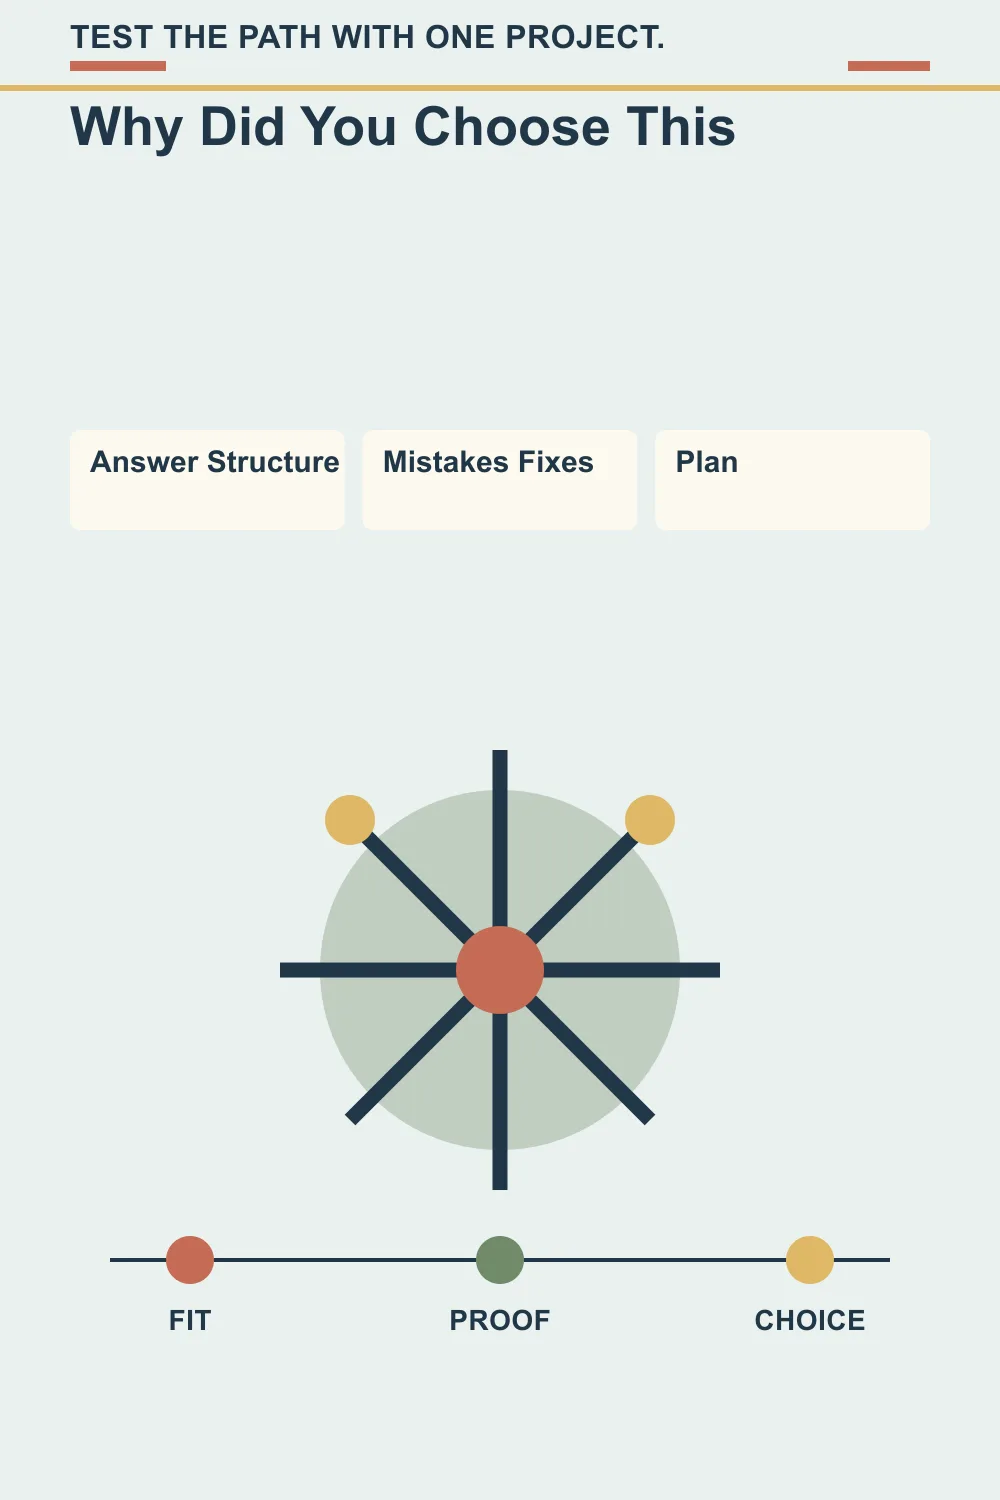 TEST THE PATH WITH ONE PROJECT.
Why Did You Choose This
Answer Structure
Mistakes Fixes
Plan
FIT
PROOF
CHOICE